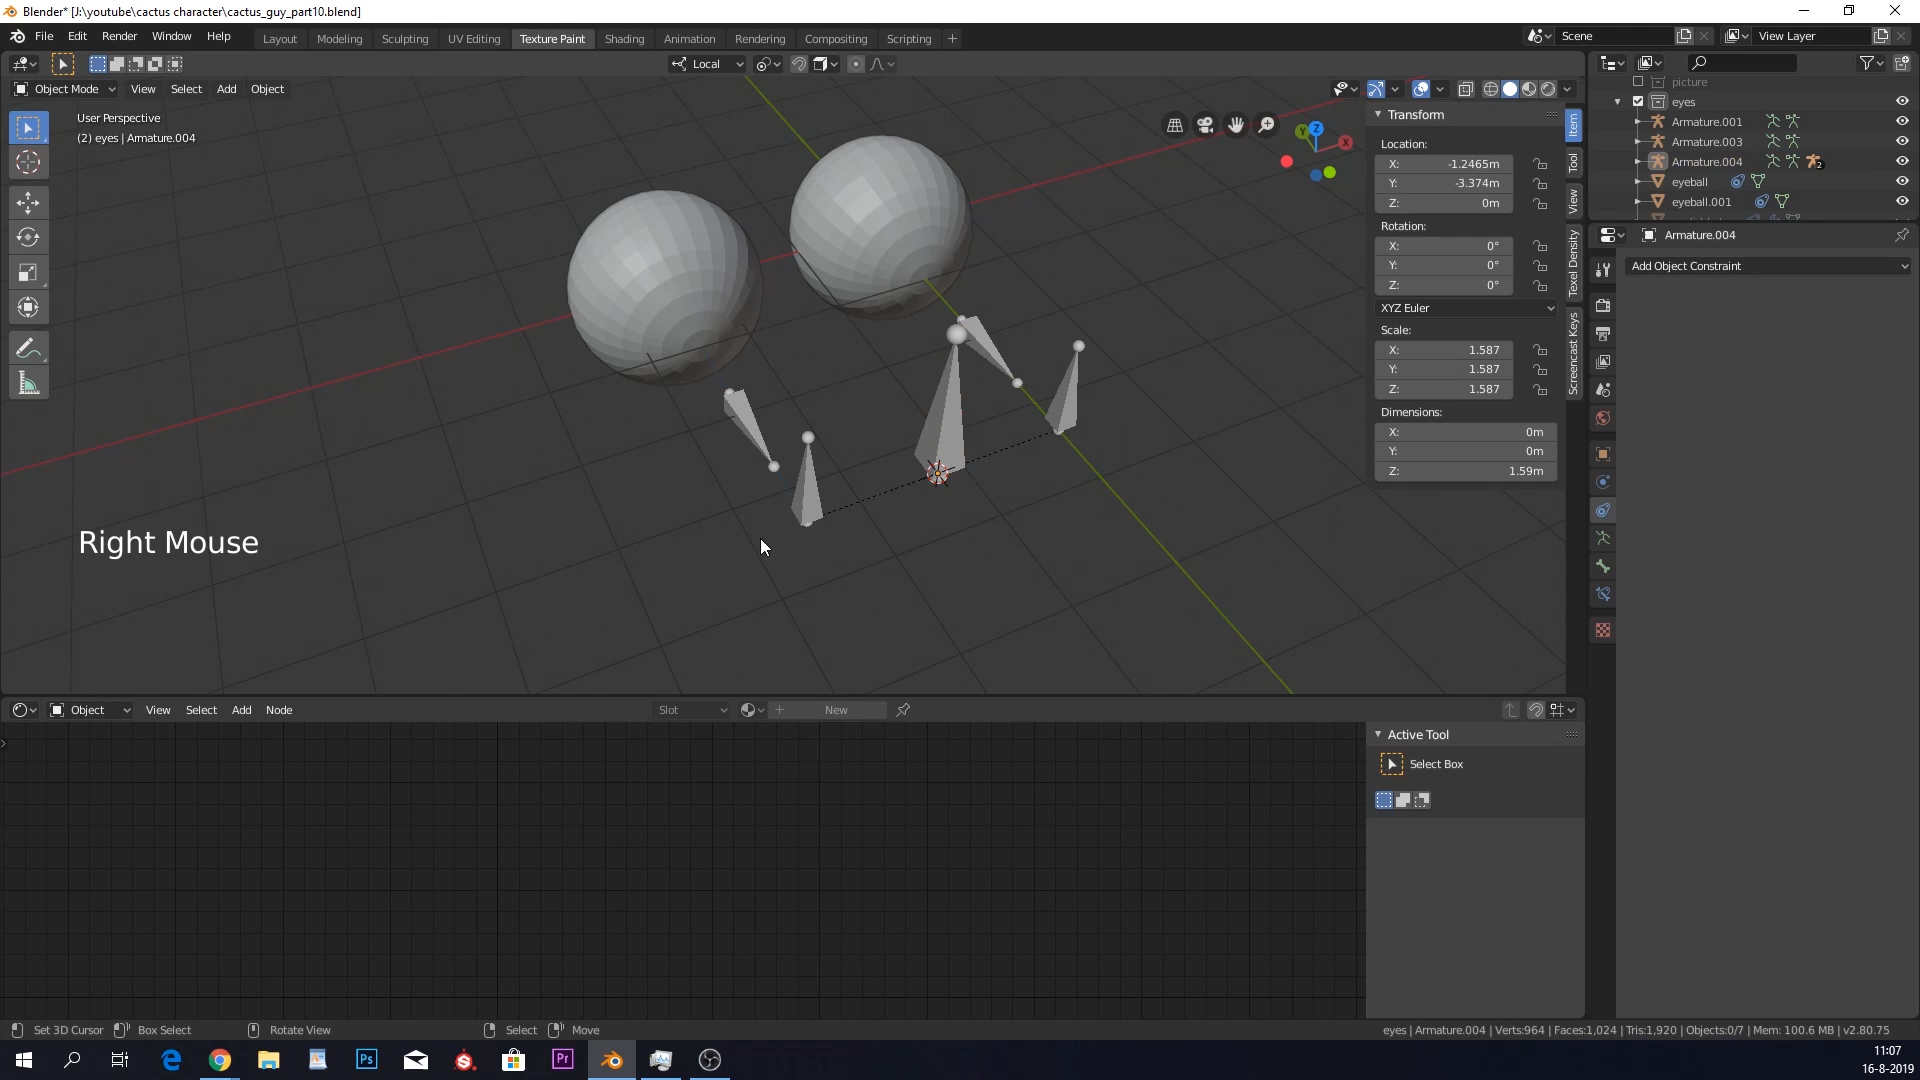 Blender* [J:\youtube\cactus character\cactus_guy_part10.blend]
File Edit Render Window Help
Layout Modeling Sculpting UV Editing Texture Paint Shading Animation Rendering Compositing Scripting +
Scene View Layer
Local
Object Mode View Select Add Object
User Perspective
(2) eyes | Armature.004
Right Mouse
Z
Y
X
Transform
Location:
X: -1.2465m
Y: -3.374m
Z: 0m
Rotation:
X: 0°
Y: 0°
Z: 0°
XYZ Euler
Scale:
X: 1.587
Y: 1.587
Z: 1.587
Dimensions:
X: 0m
Y: 0m
Z: 1.59m
Item
Tool
View
Texel Density
Screencast Keys
picture
eyes
Armature.001
Armature.003
Armature.004 2
eyeball
eyeball.001
Armature.004
Add Object Constraint
Object View Select Add Node
Slot New
Active Tool
Select Box
Set 3D Cursor Box Select Rotate View Select Move
eyes | Armature.004 | Verts:964 | Faces:1,024 | Tris:1,920 | Objects:0/7 | Mem: 100.6 MB | v2.80.75
Ps
Pr
11:07
16-8-2019